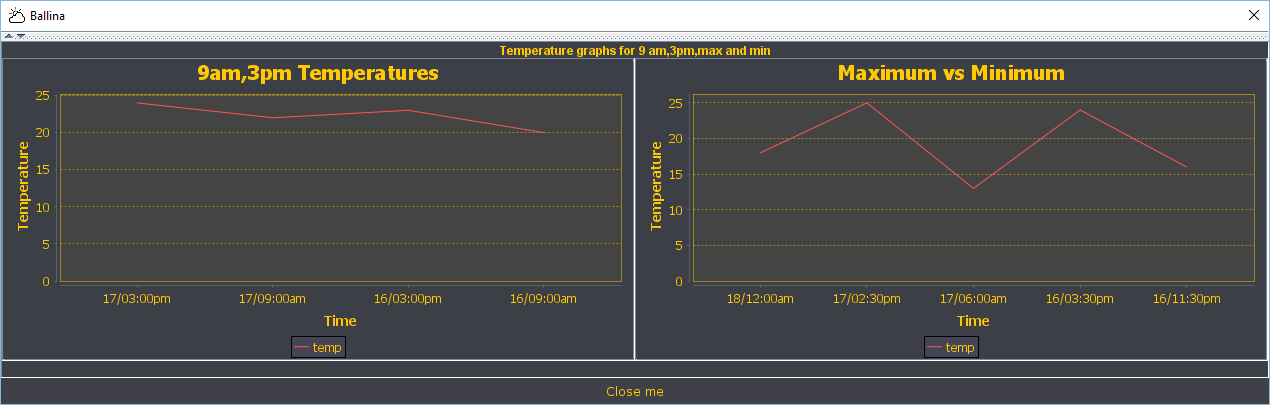 Ballina
Temperature graphs for 9 am,3pm,max and min
9am,3pm Temperatures
25
20
15
10
5
0
Temperature
17/03:00pm 17/09:00am 16/03:00pm 16/09:00am
Time
temp
Maximum vs Minimum
25
20
15
10
5
0
Temperature
18/12:00am 17/02:30pm 17/06:00am 16/03:30pm 16/11:30pm
Time
temp
Close me